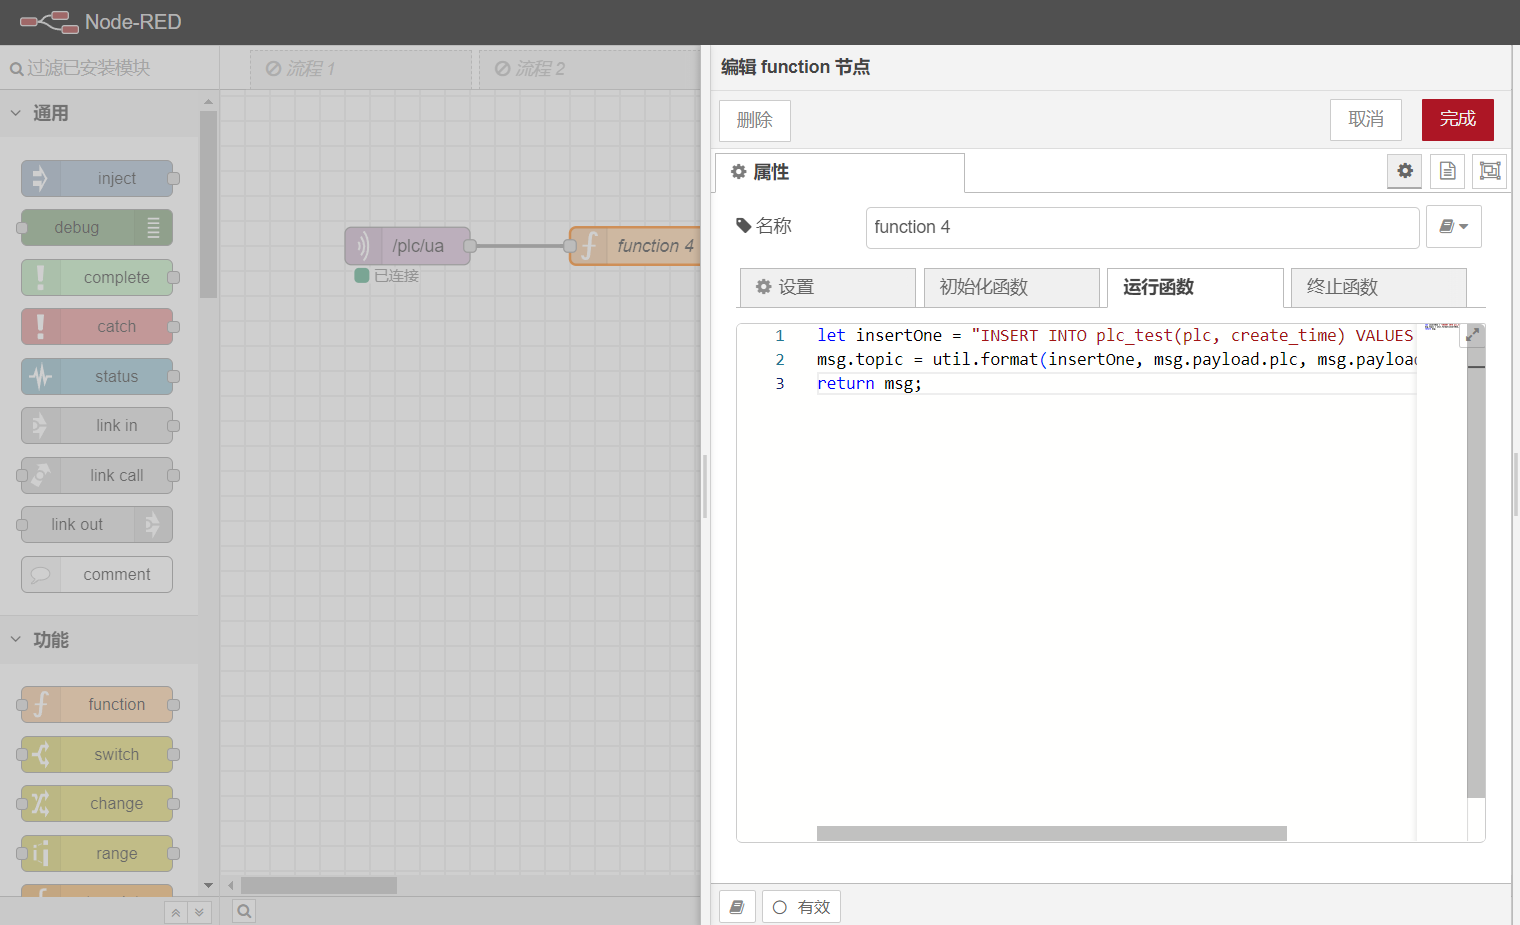 Node-RED
过滤已安装模块
流程 1
流程 2
通用
inject
debug
complete
catch
status
link in
link call
link out
comment
功能
function
switch
change
range
/plc/ua
已连接
function 4
编辑 function 节点
删除
取消
完成
属性
名称
function 4
设置
初始化函数
运行函数
终止函数
1 let insertOne = "INSERT INTO plc_test(plc, create_time) VALUES
2 msg.topic = util.format(insertOne, msg.payload.plc, msg.payload
3 return msg;
有效